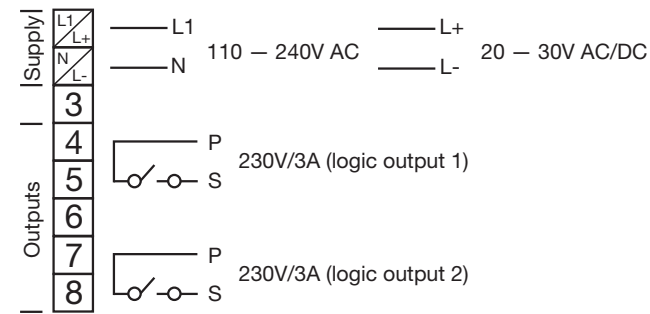 Supply
L1
L+
L1
L+
110 — 240V AC
20 — 30V AC/DC
N
L-
N
L-
3
4
P
230V/3A (logic output 1)
5
S
Outputs
6
7
P
230V/3A (logic output 2)
8
S